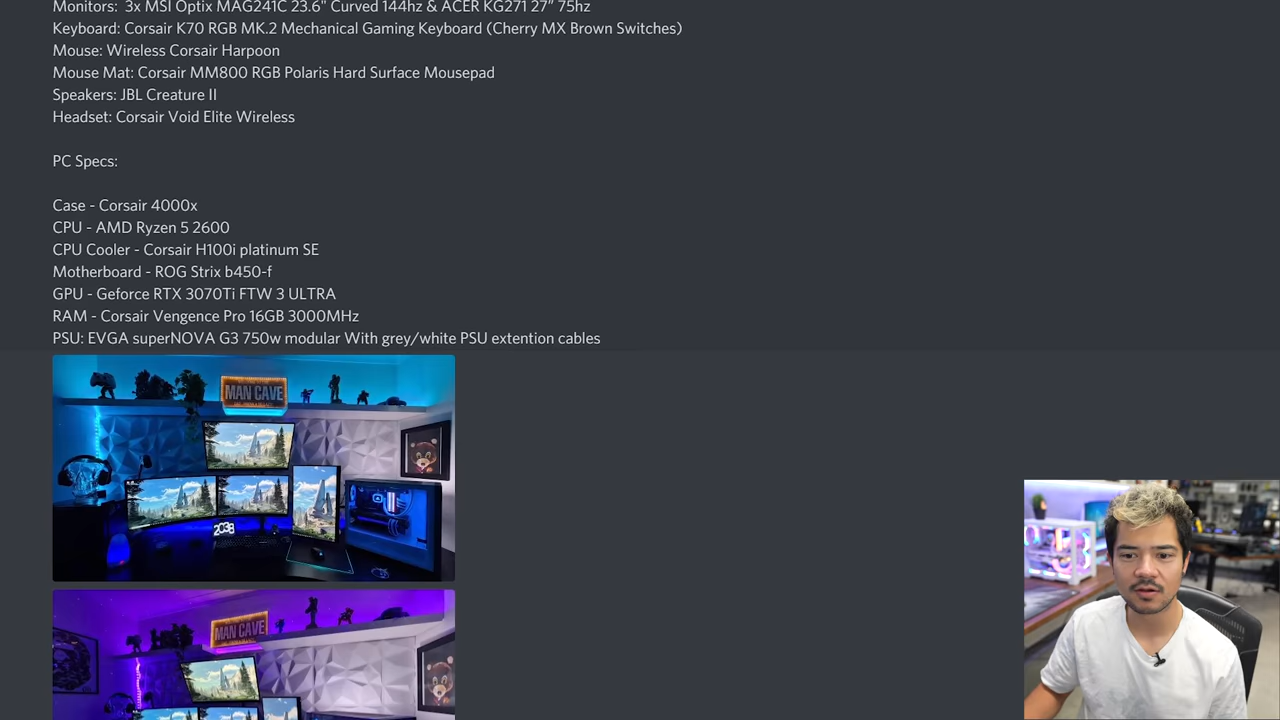 Monitors:  3x MSI Optix MAG241C 23.6" Curved 144hz & ACER KG271 27” 75hz
Keyboard: Corsair K70 RGB MK.2 Mechanical Gaming Keyboard (Cherry MX Brown Switches)
Mouse: Wireless Corsair Harpoon
Mouse Mat: Corsair MM800 RGB Polaris Hard Surface Mousepad
Speakers: JBL Creature II
Headset: Corsair Void Elite Wireless
PC Specs:
Case - Corsair 4000x
CPU - AMD Ryzen 5 2600
CPU Cooler - Corsair H100i platinum SE
Motherboard - ROG Strix b450-f
GPU - Geforce RTX 3070Ti FTW 3 ULTRA
RAM - Corsair Vengence Pro 16GB 3000MHz
PSU: EVGA superNOVA G3 750w modular With grey/white PSU extention cables
MAN CAVE
2038
MAN CAVE